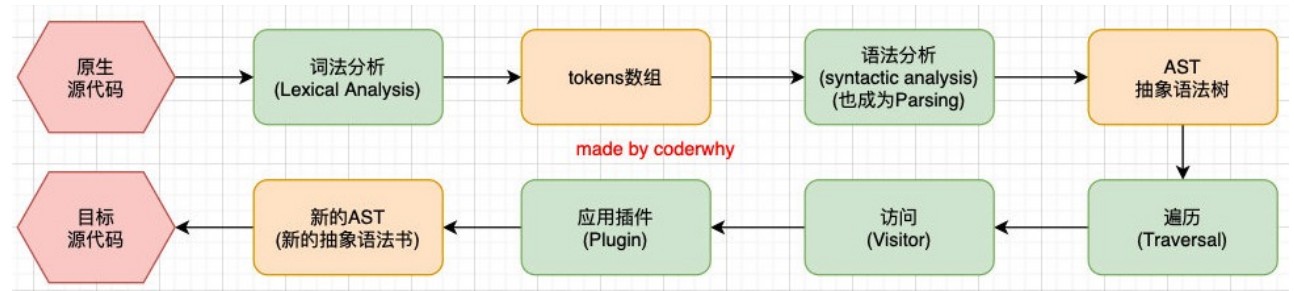 原生
源代码
词法分析
(Lexical Analysis)
tokens数组
语法分析
(syntactic analysis)
(也成为Parsing)
AST
抽象语法树
made by coderwhy
目标
源代码
新的AST
(新的抽象语法书)
应用插件
(Plugin)
访问
(Visitor)
遍历
(Traversal)